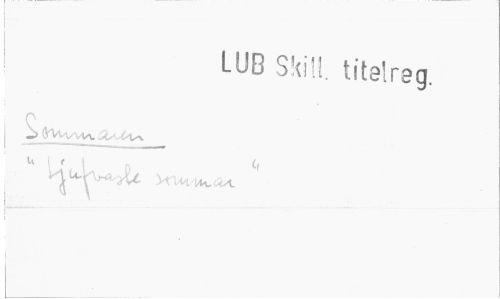 LUB Skill. titelreg.
Sommaren
"Ljufvaste sommar"